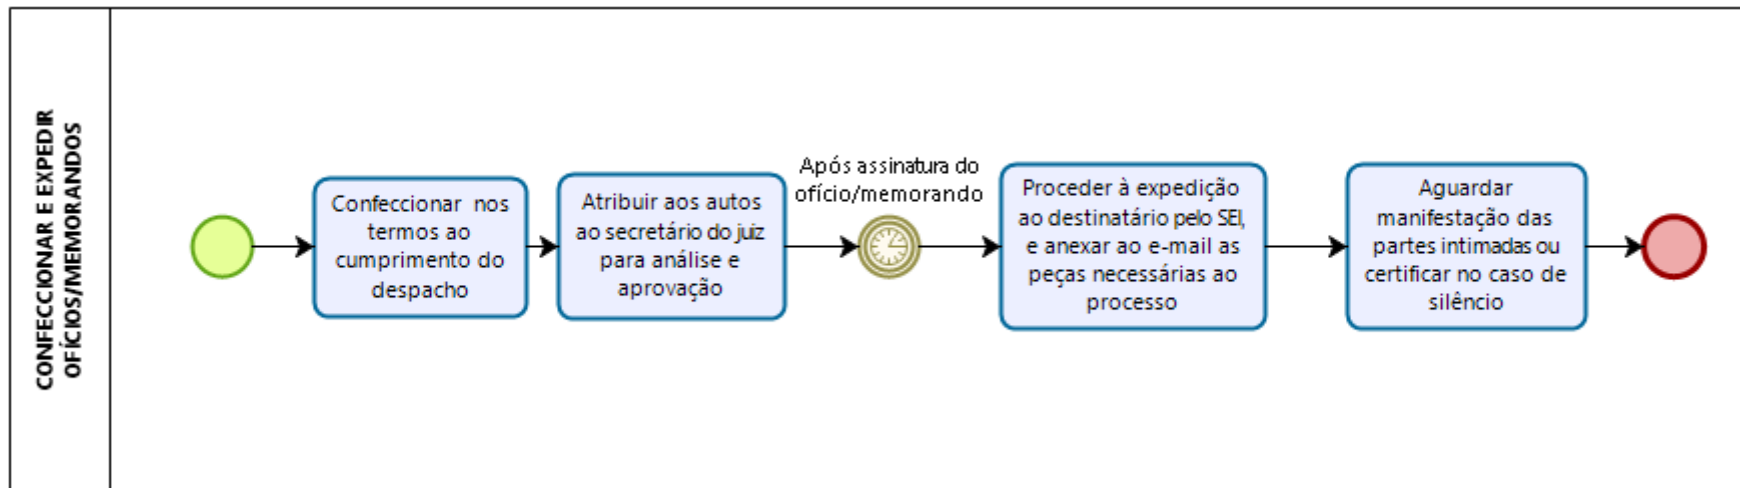 CONFECCIONAR E EXPEDIR
OFÍCIOS/MEMORANDOS
Confeccionar nos
termos ao
cumprimento do
despacho
Atribuir aos autos
ao secretário do juiz
para análise e
aprovação
Após assinatura do
ofício/memorando
Proceder à expedição
ao destinatário pelo SEI,
e anexar ao e-mail as
peças necessárias ao
processo
Aguardar
manifestação das
partes intimadas ou
certificar no caso de
silêncio